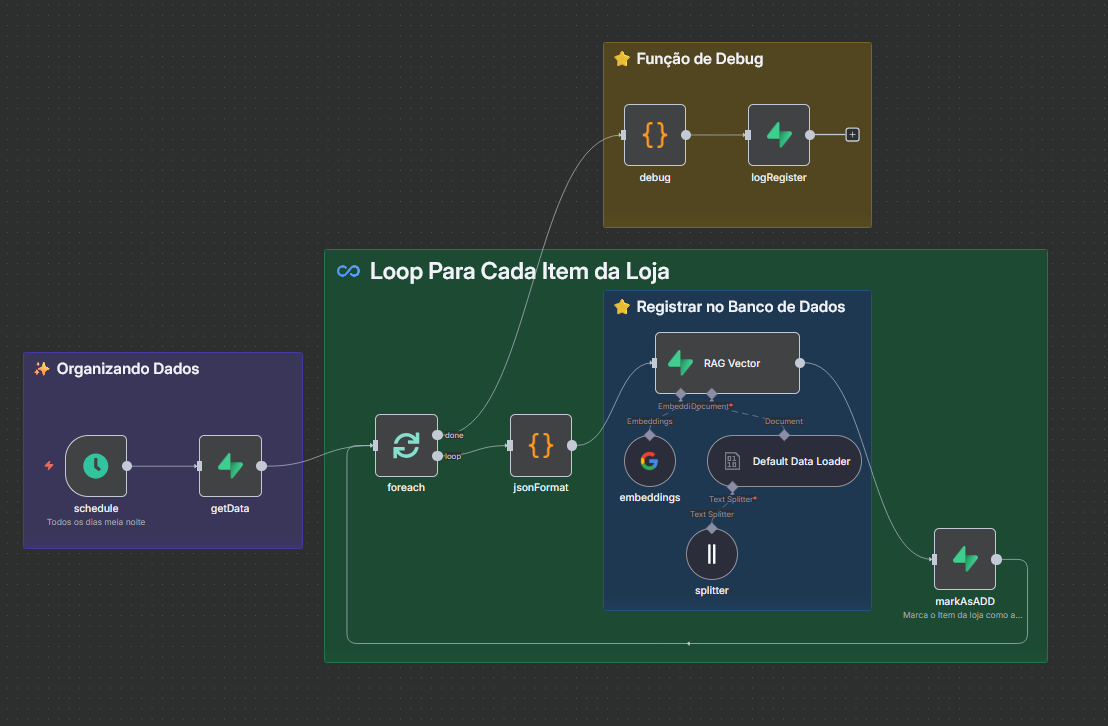 Função de Debug
debug
logRegister
Loop Para Cada Item da Loja
Registrar no Banco de Dados
RAG Vector
Embeddi
Document*
Embeddings
Document
embeddings
Default Data Loader
Text Splitter*
Text Splitter
splitter
Organizando Dados
schedule
Todos os dias meia noite
getData
done
loop
foreach
jsonFormat
markAsADD
Marca o Item da loja como a...